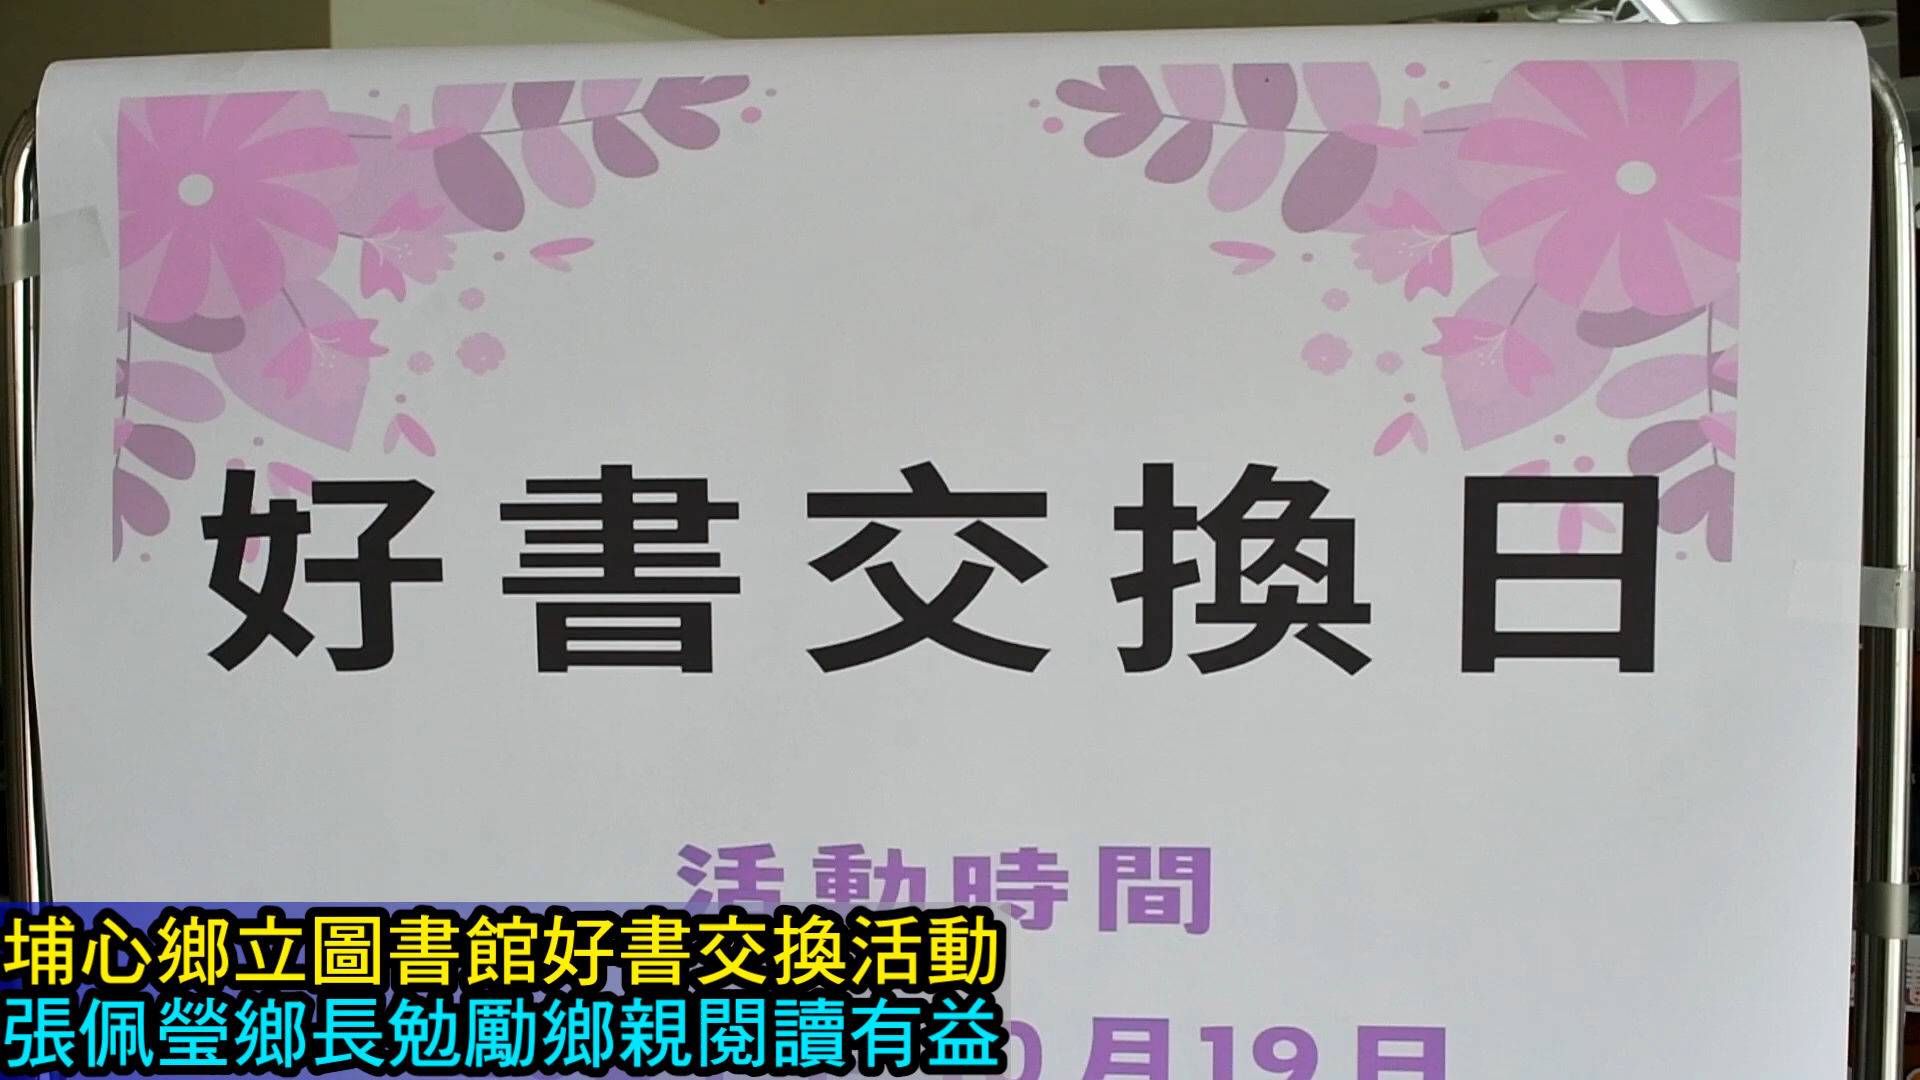 好書交換日
活動時間
10月19日
埔心鄉立圖書館好書交換活動
張佩瑩鄉長勉勵鄉親閱讀有益